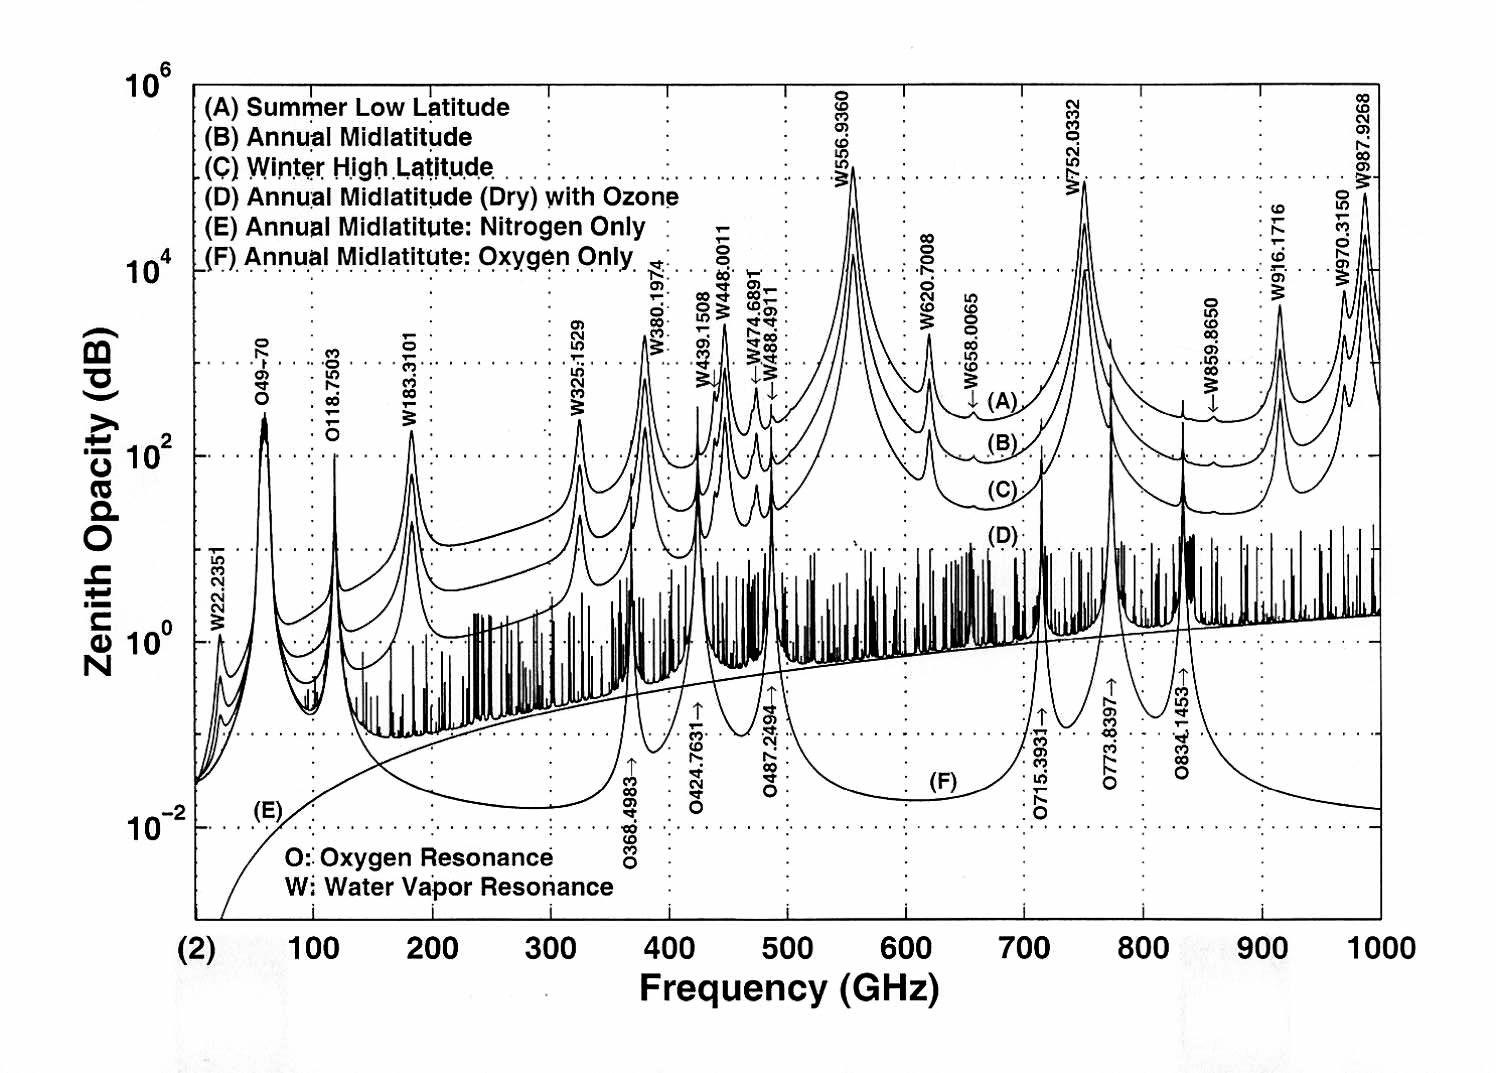 10^6
(A) Summer Low Latitude
(B) Annual Midlatitude
(C) Winter High Latitude
(D) Annual Midlatitude (Dry) with Ozone
(E) Annual Midlatitute: Nitrogen Only
(F) Annual Midlatitute: Oxygen Only
10^4
10^2
10^0
10^-2
Zenith Opacity (dB)
W22.2351
O49-70
O118.7503
W183.3101
W325.1529
W380.1974
W439.1508
W448.0011
W474.6891
W488.4911
W556.9360
W620.7008
W658.0065
W752.0332
W859.8650
W916.1716
W970.3150
W987.9268
(A)
(B)
(C)
(D)
(E)
(F)
O368.4983→
O424.7631→
O487.2494→
O715.3931→
O773.8397→
O834.1453→
O: Oxygen Resonance
W: Water Vapor Resonance
(2) 100 200 300 400 500 600 700 800 900 1000
Frequency (GHz)